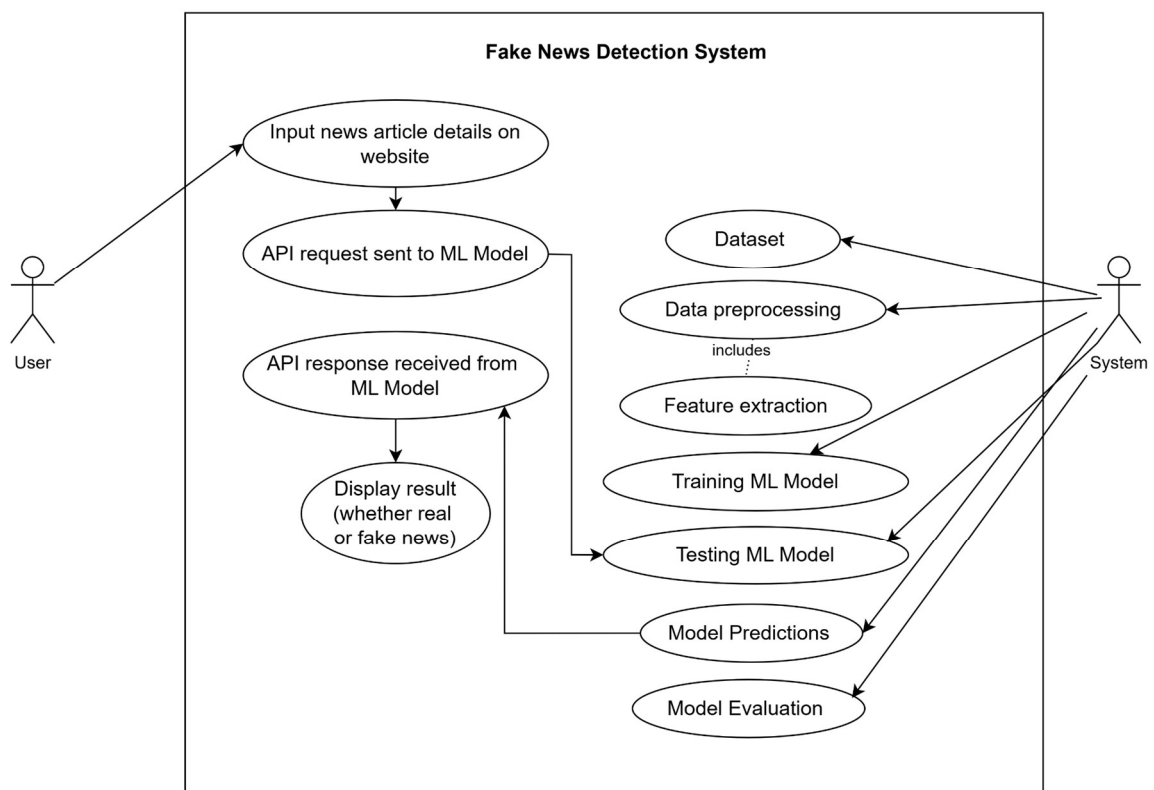 Fake News Detection System
Input news article details on
website
API request sent to ML Model
API response received from
ML Model
Display result
(whether real
or fake news)
User
Dataset
Data preprocessing
includes
Feature extraction
Training ML Model
Testing ML Model
Model Predictions
Model Evaluation
System